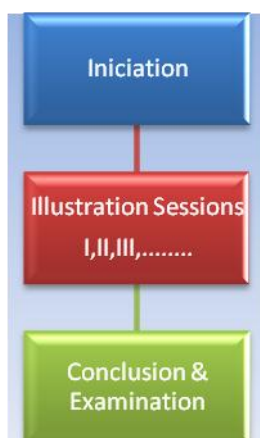 Iniciation
Illustration Sessions
I,II,III,........
Conclusion &
Examination